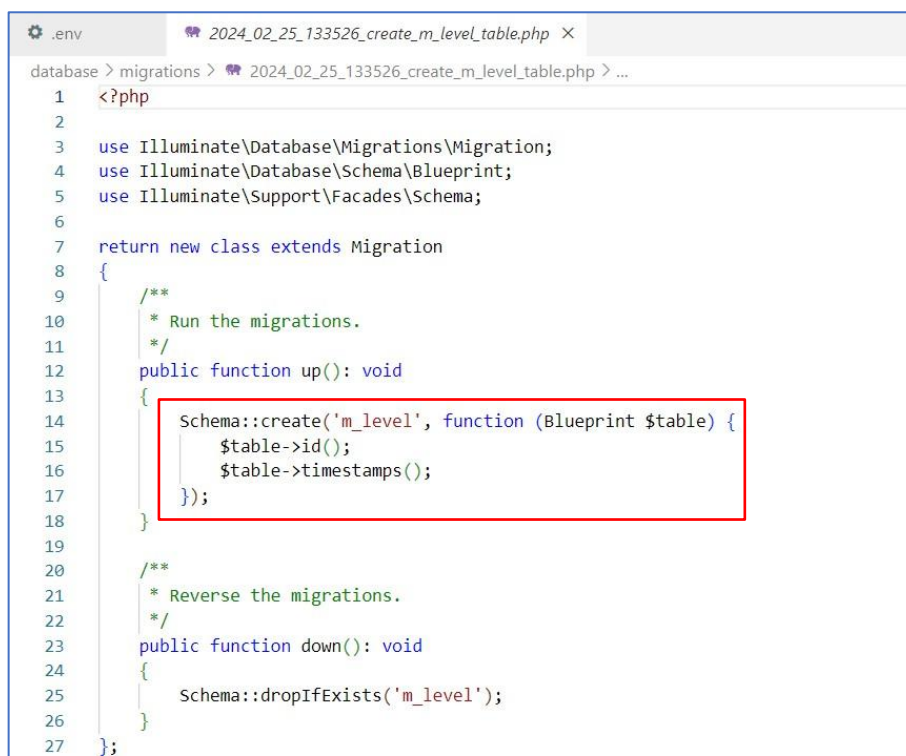 .env 2024_02_25_133526_create_m_level_table.php ×
database > migrations > 2024_02_25_133526_create_m_level_table.php > ...
1 <?php
2
3 use Illuminate\Database\Migrations\Migration;
4 use Illuminate\Database\Schema\Blueprint;
5 use Illuminate\Support\Facades\Schema;
6
7 return new class extends Migration
8 {
9     /**
10      * Run the migrations.
11      */
12     public function up(): void
13     {
14         Schema::create('m_level', function (Blueprint $table) {
15             $table->id();
16             $table->timestamps();
17         });
18     }
19
20     /**
21      * Reverse the migrations.
22      */
23     public function down(): void
24     {
25         Schema::dropIfExists('m_level');
26     }
27 };